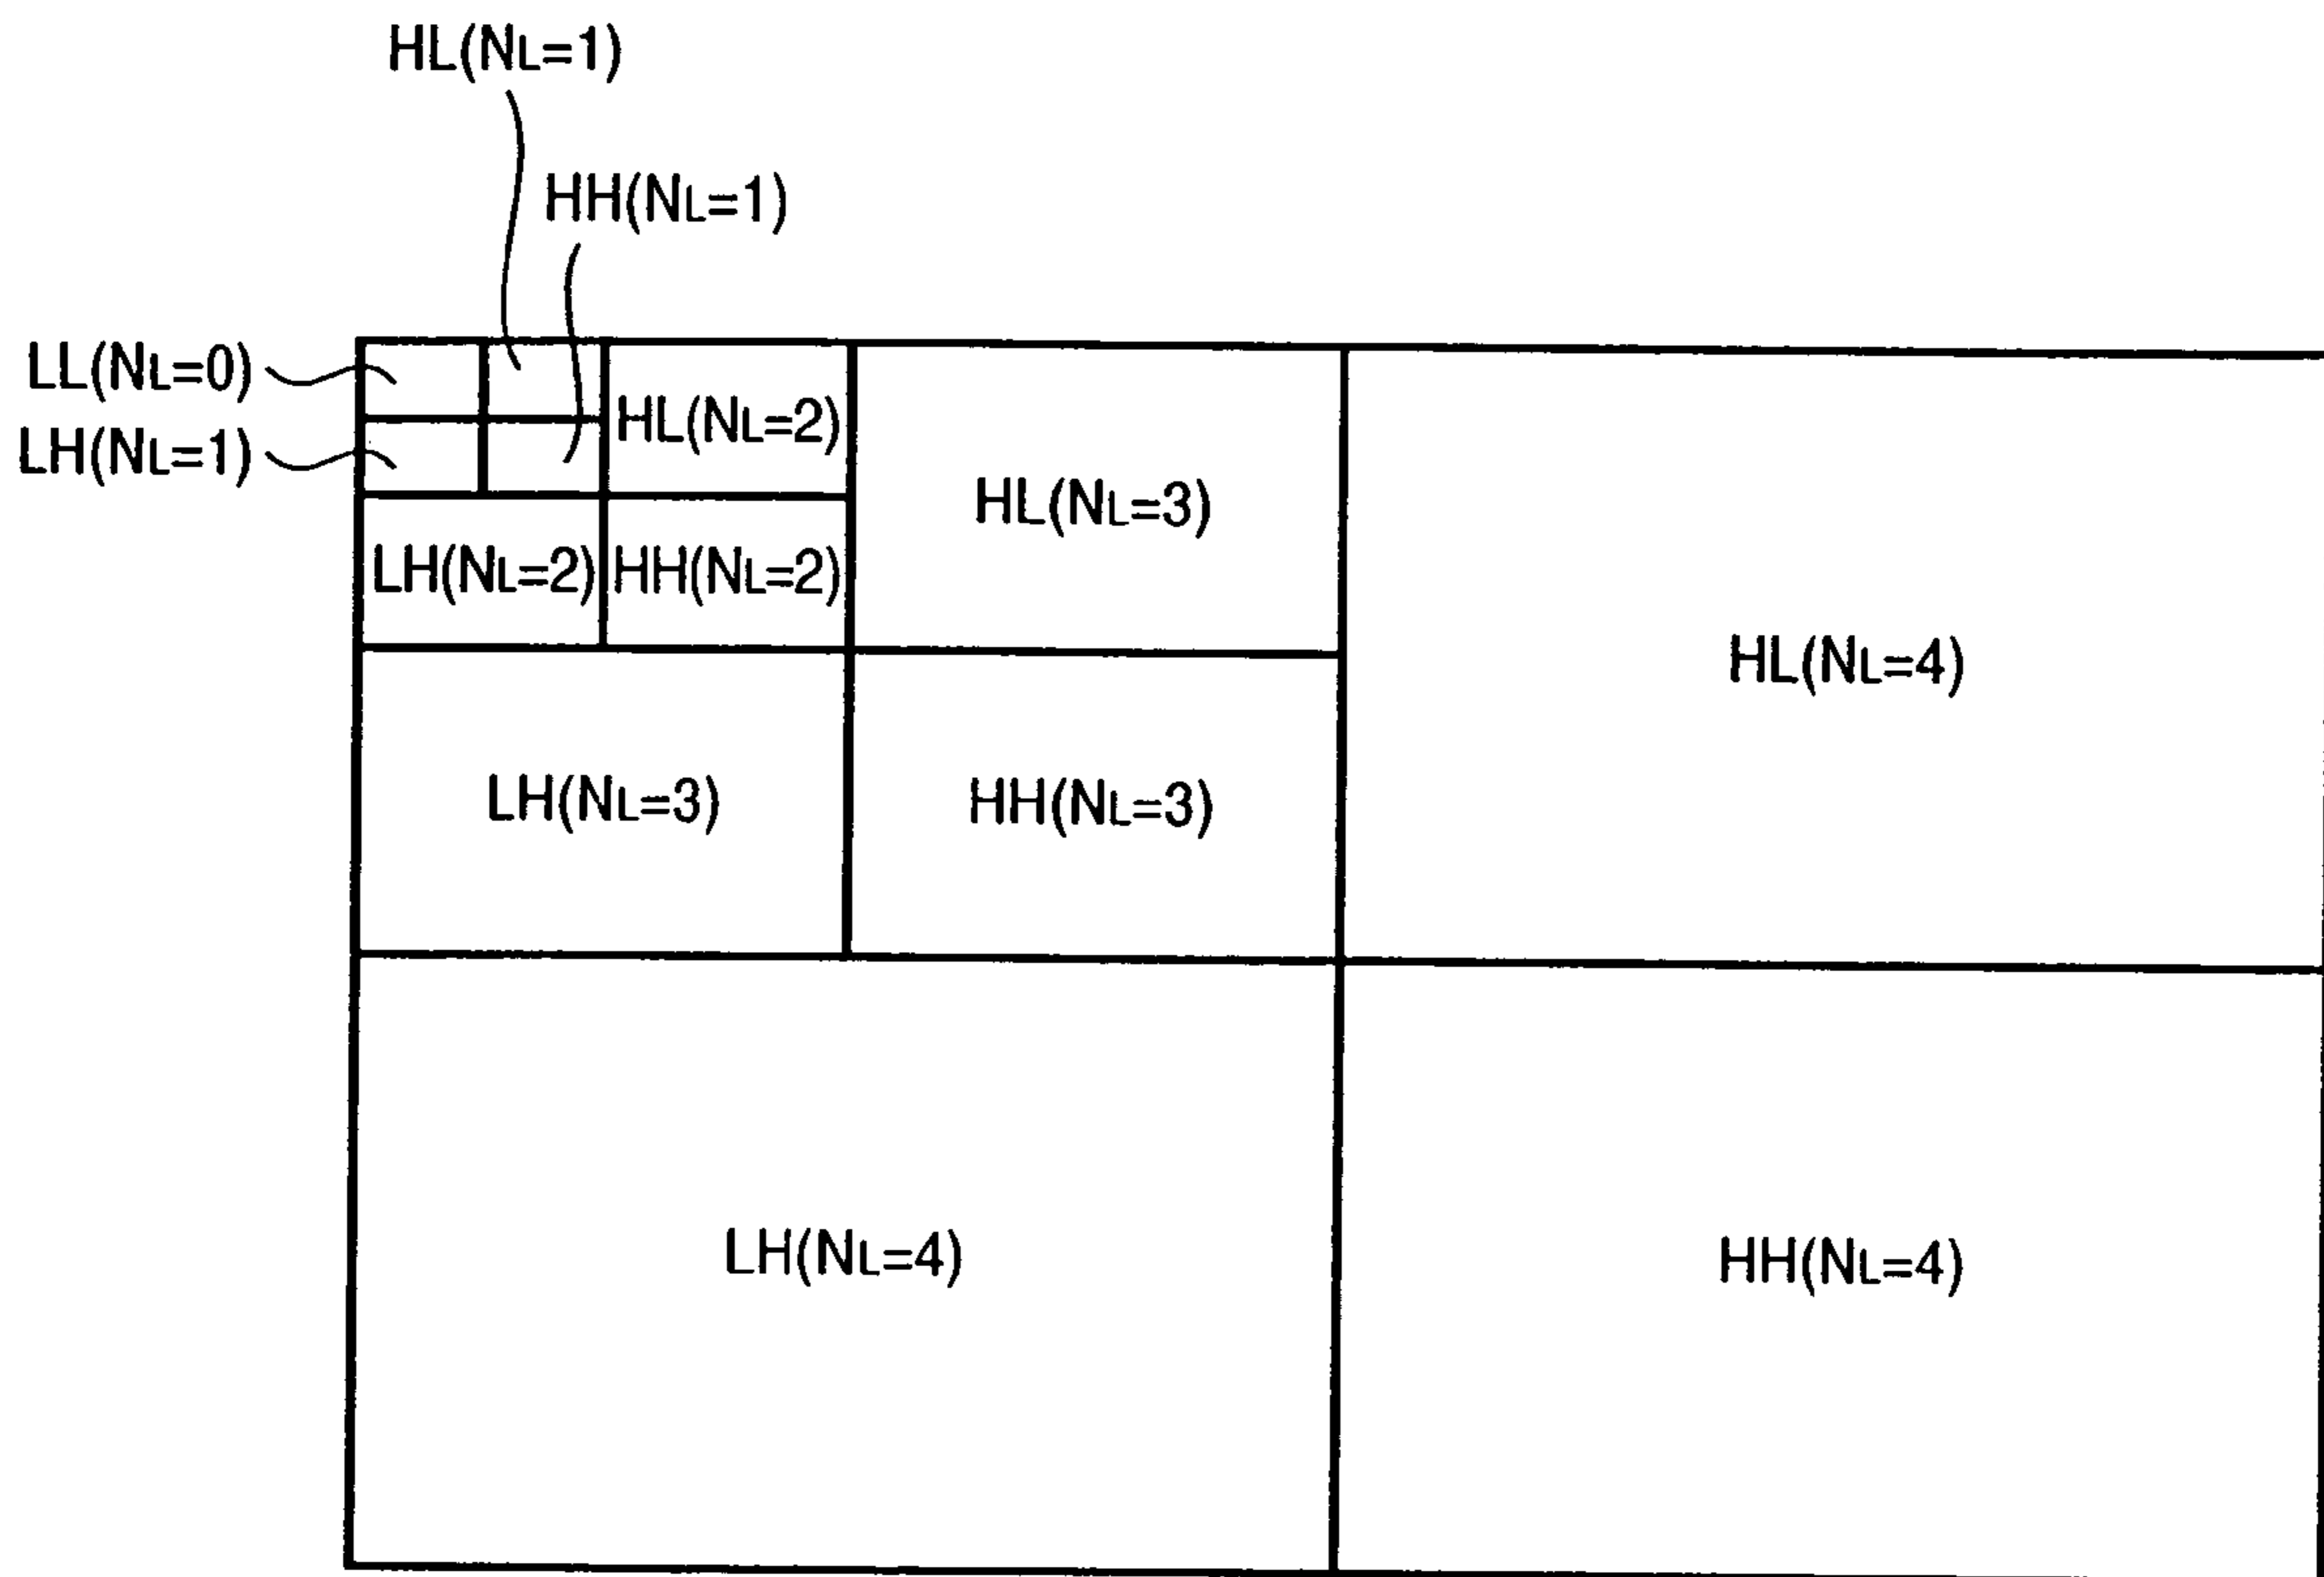 HL(NL=1)
HH(NL=1)
LL(NL=0)
LH(NL=1)
HL(NL=2)
HL(NL=3)
LH(NL=2)
HH(NL=2)
HL(NL=4)
LH(NL=3)
HH(NL=3)
LH(NL=4)
HH(NL=4)